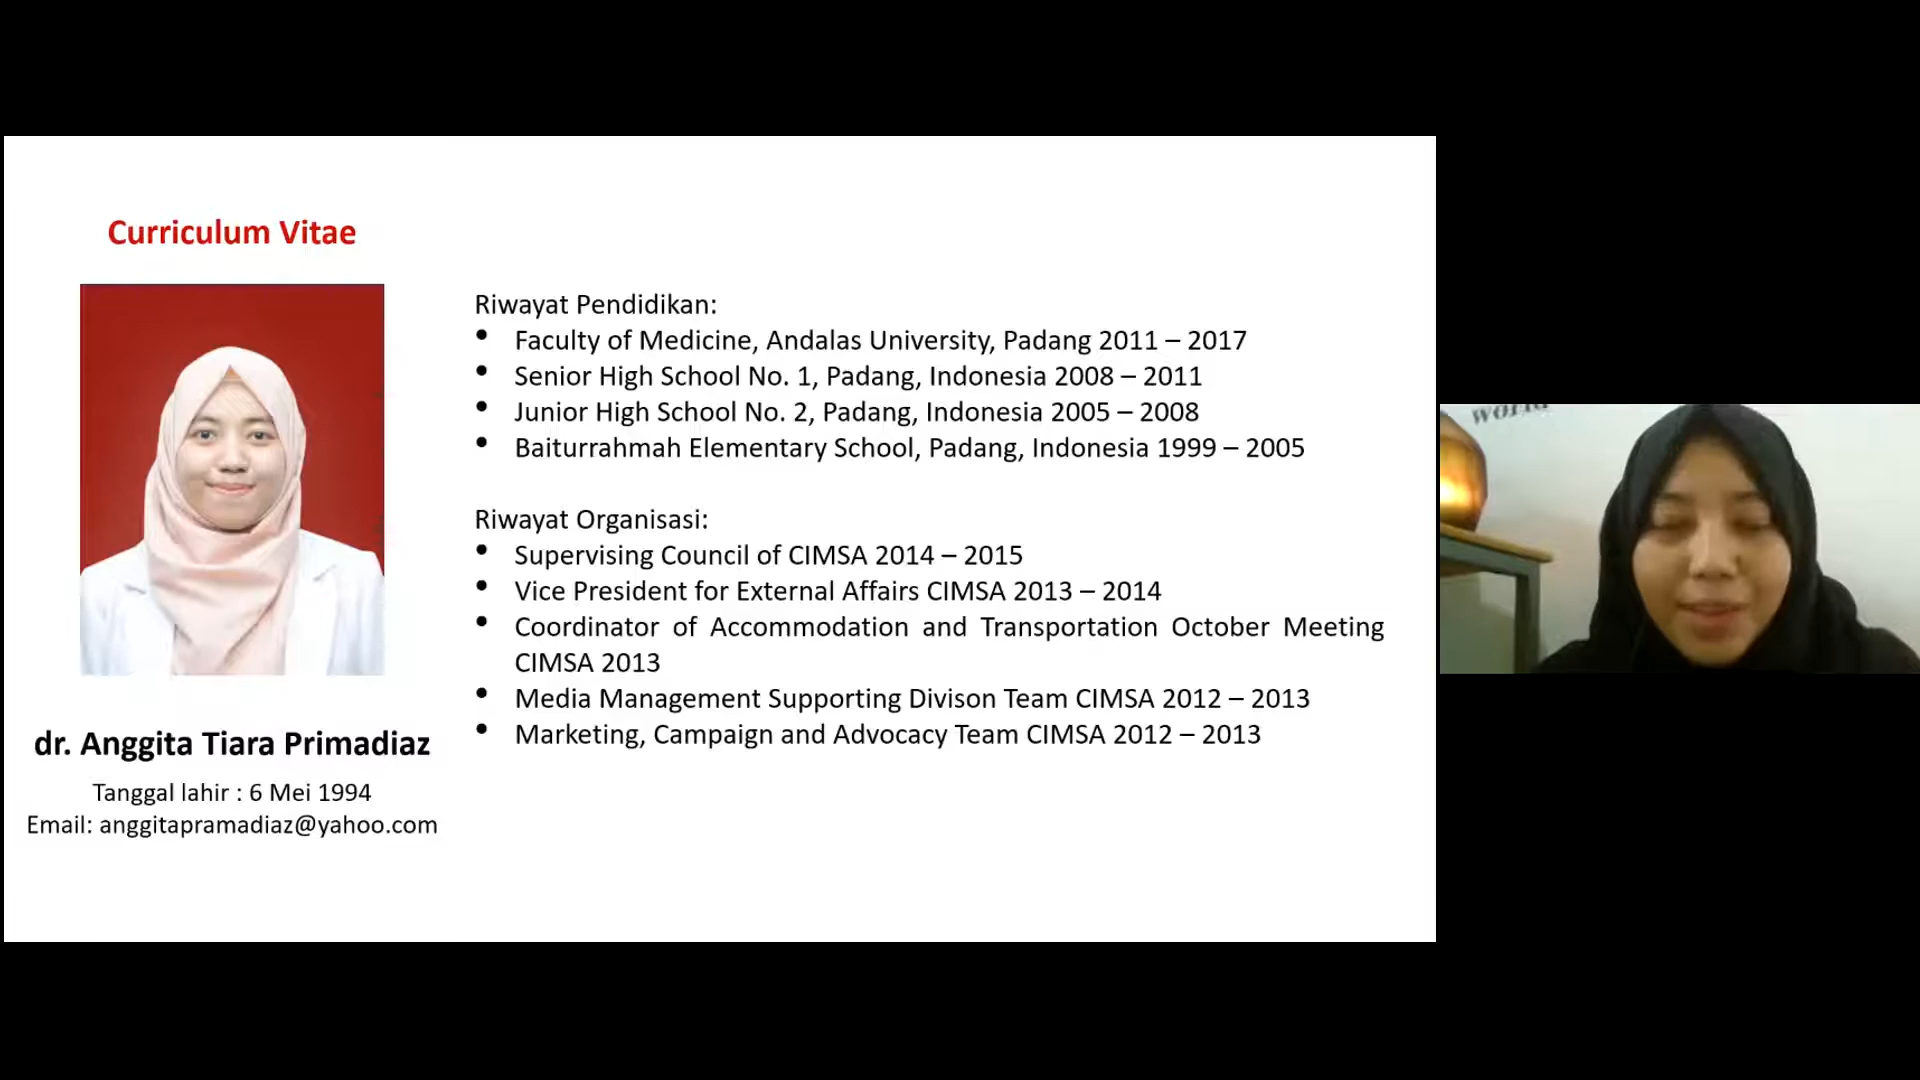 Curriculum Vitae
dr. Anggita Tiara Primadiaz
Tanggal lahir : 6 Mei 1994
Email: anggitapramadiaz@yahoo.com
Riwayat Pendidikan:
• Faculty of Medicine, Andalas University, Padang 2011 – 2017
• Senior High School No. 1, Padang, Indonesia 2008 – 2011
• Junior High School No. 2, Padang, Indonesia 2005 – 2008
• Baiturrahmah Elementary School, Padang, Indonesia 1999 – 2005
Riwayat Organisasi:
• Supervising Council of CIMSA 2014 – 2015
• Vice President for External Affairs CIMSA 2013 – 2014
• Coordinator of Accommodation and Transportation October Meeting
CIMSA 2013
• Media Management Supporting Divison Team CIMSA 2012 – 2013
• Marketing, Campaign and Advocacy Team CIMSA 2012 – 2013